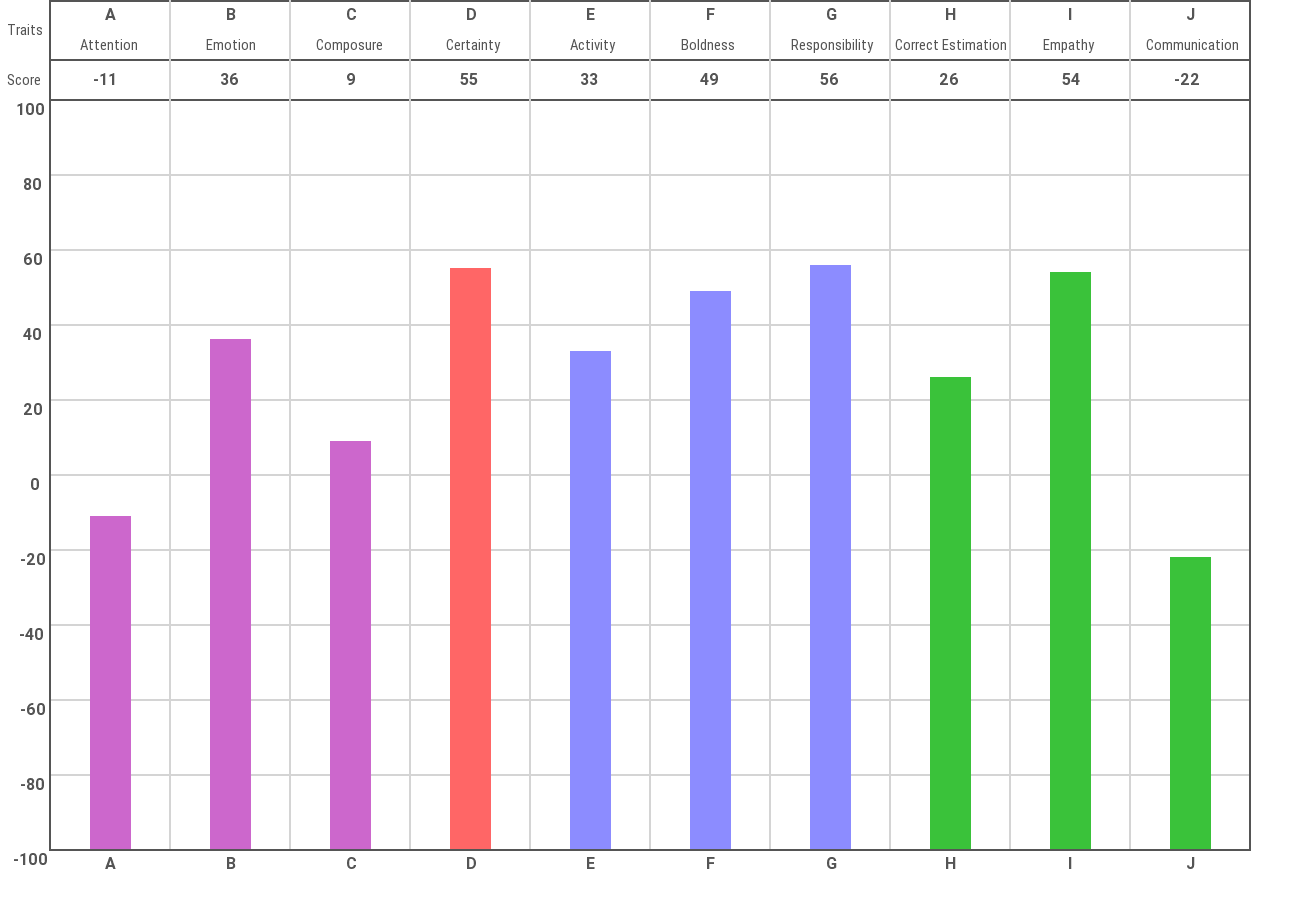 A B C D E F G H I J
Traits
Attention Emotion Composure Certainty Activity Boldness Responsibility Correct Estimation Empathy Communication
Score -11 36 9 55 33 49 56 26 54 -22
100
80
60
40
20
0
-20
-40
-60
-80
-100
A B C D E F G H I J